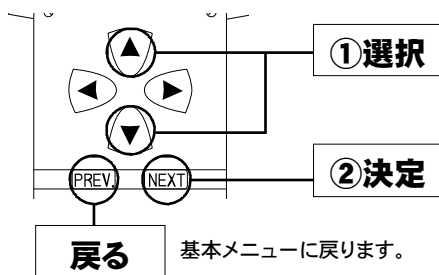 ①選択
PREV.
NEXT
②決定
戻る
基本メニューに戻ります。